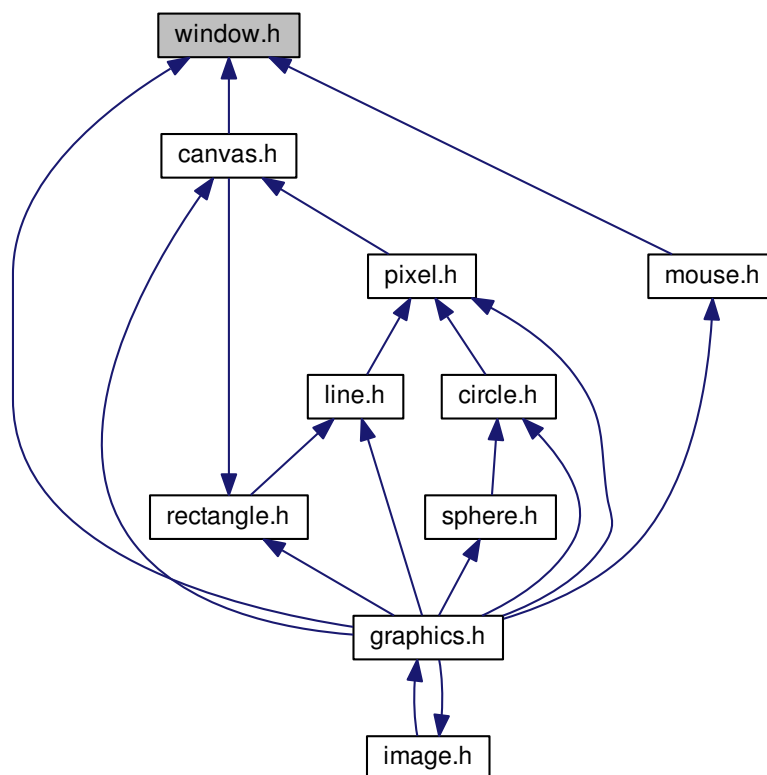 window.h
canvas.h
pixel.h
mouse.h
line.h
circle.h
rectangle.h
sphere.h
graphics.h
image.h